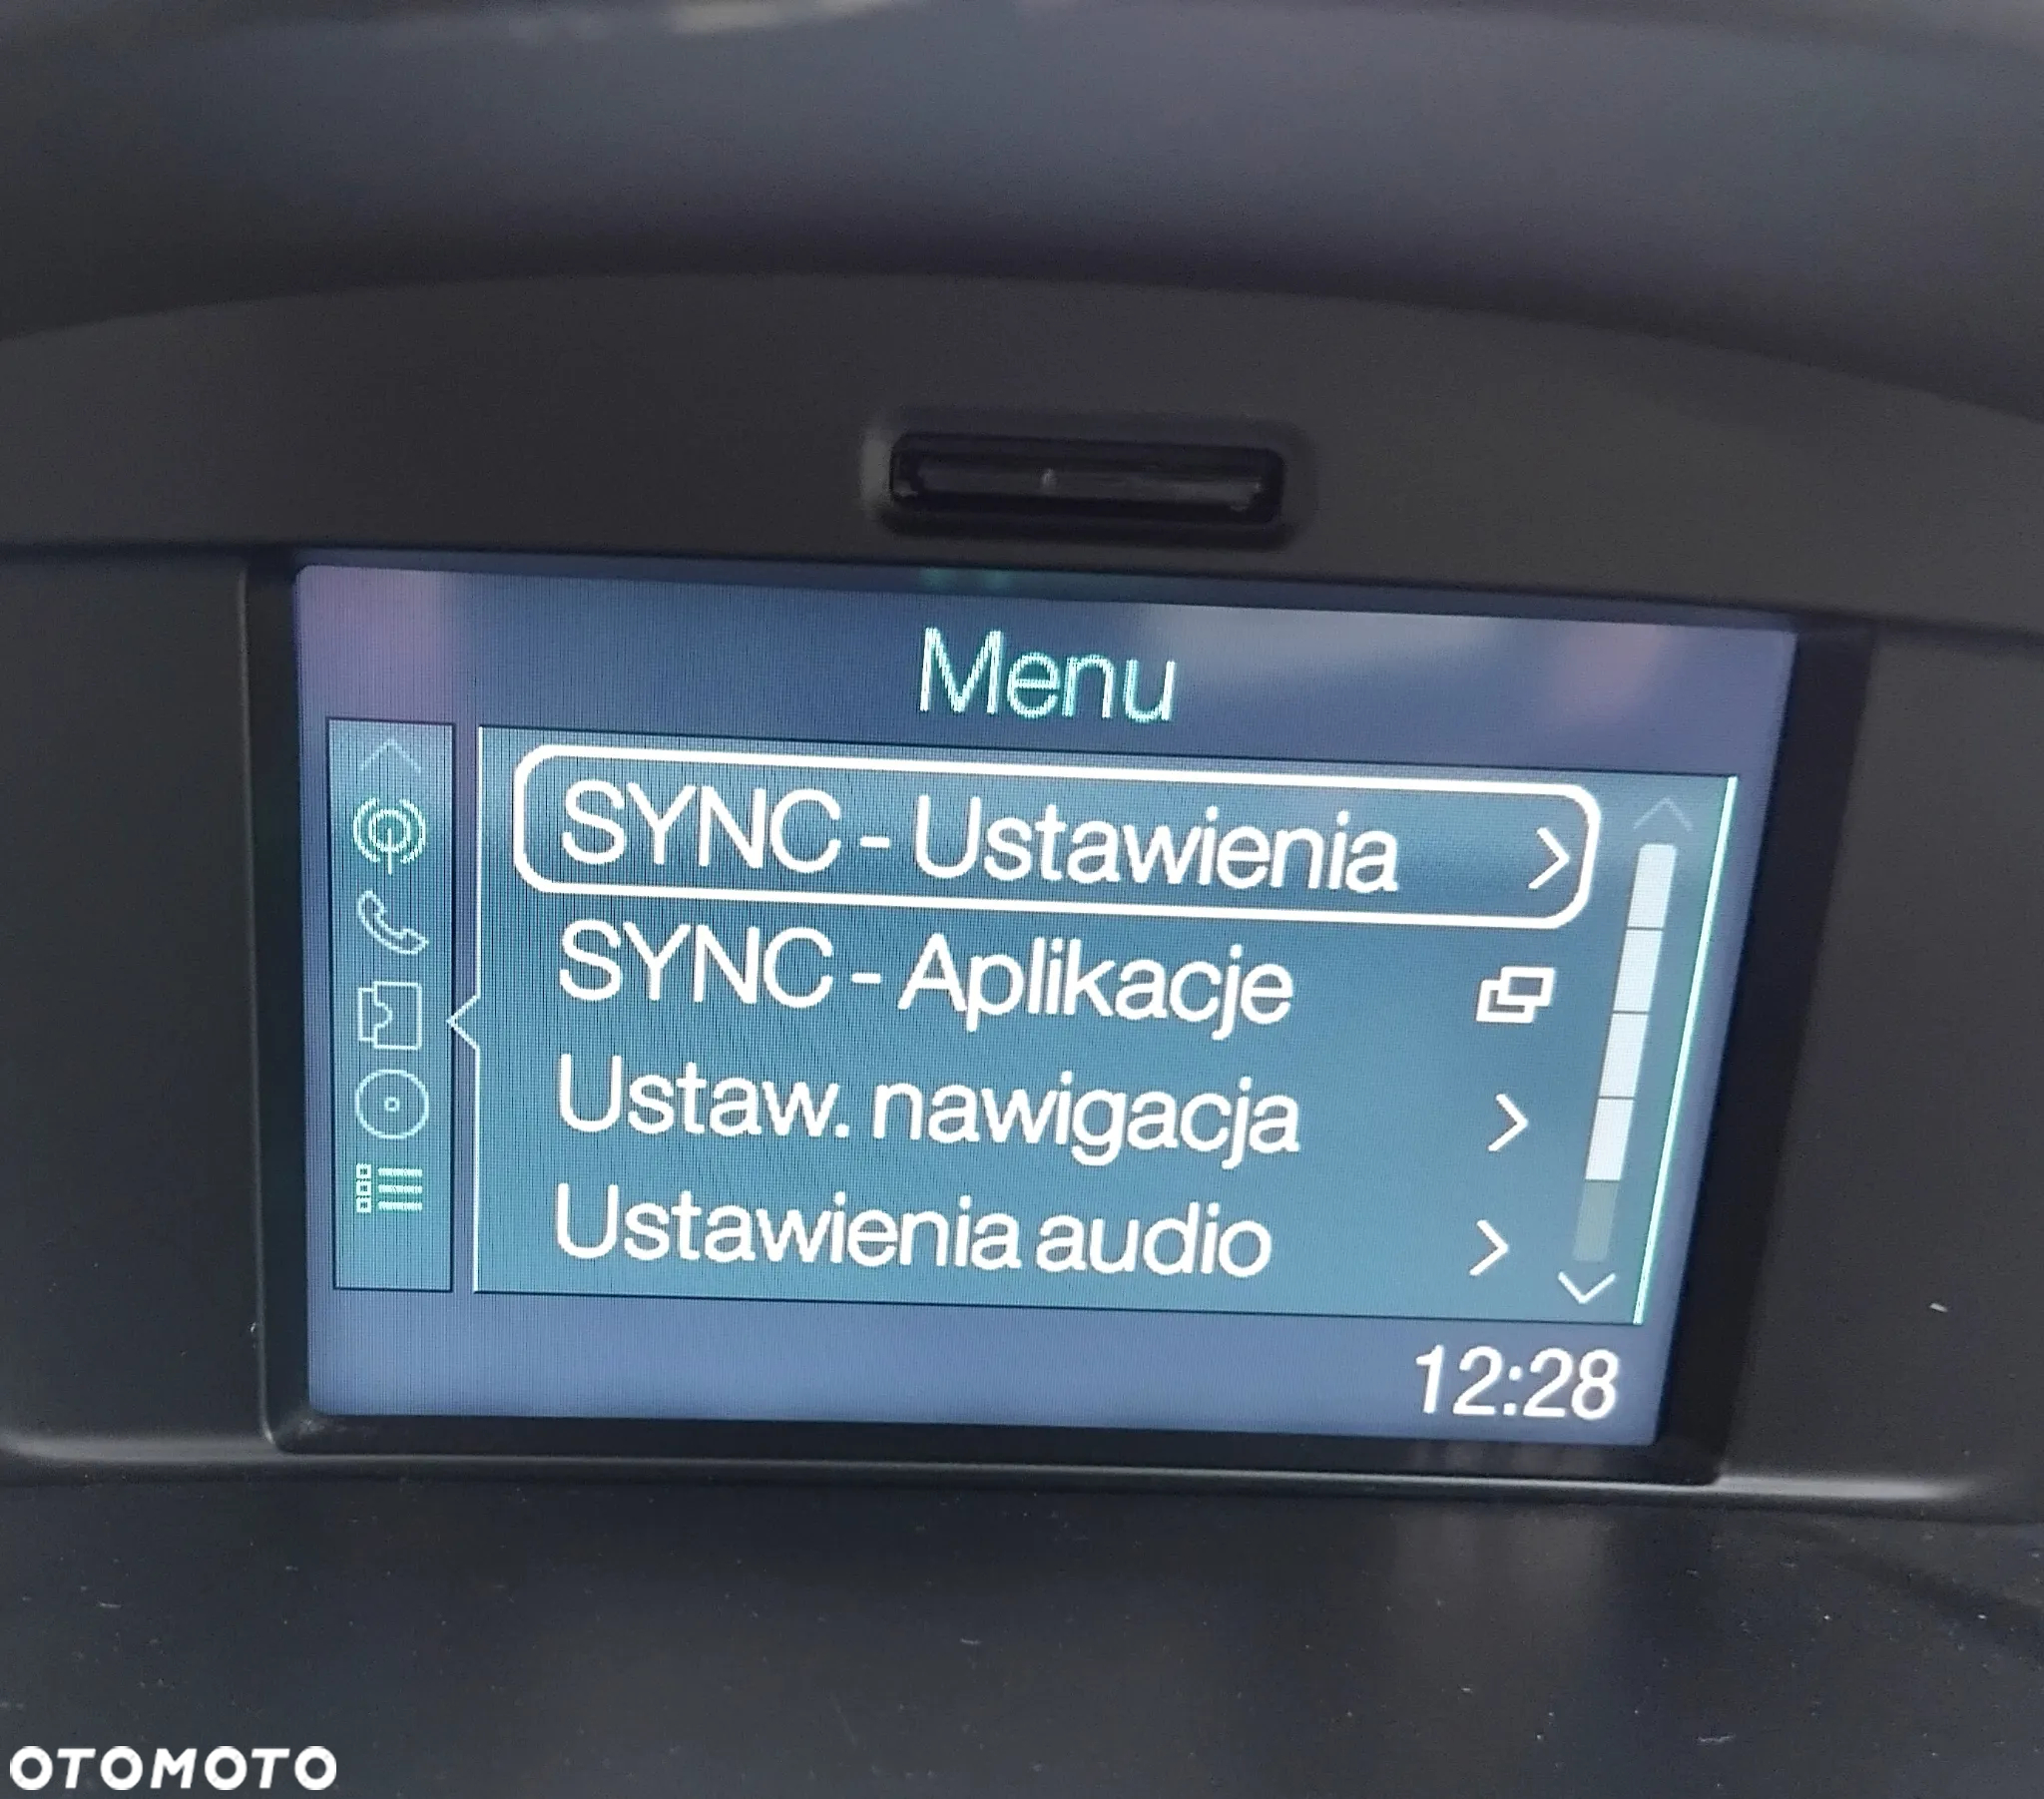 Menu
SYNC - Ustawienia
SYNC - Aplikacje
Ustaw. nawigacja
Ustawienia audio
12:28
OTOMOTO